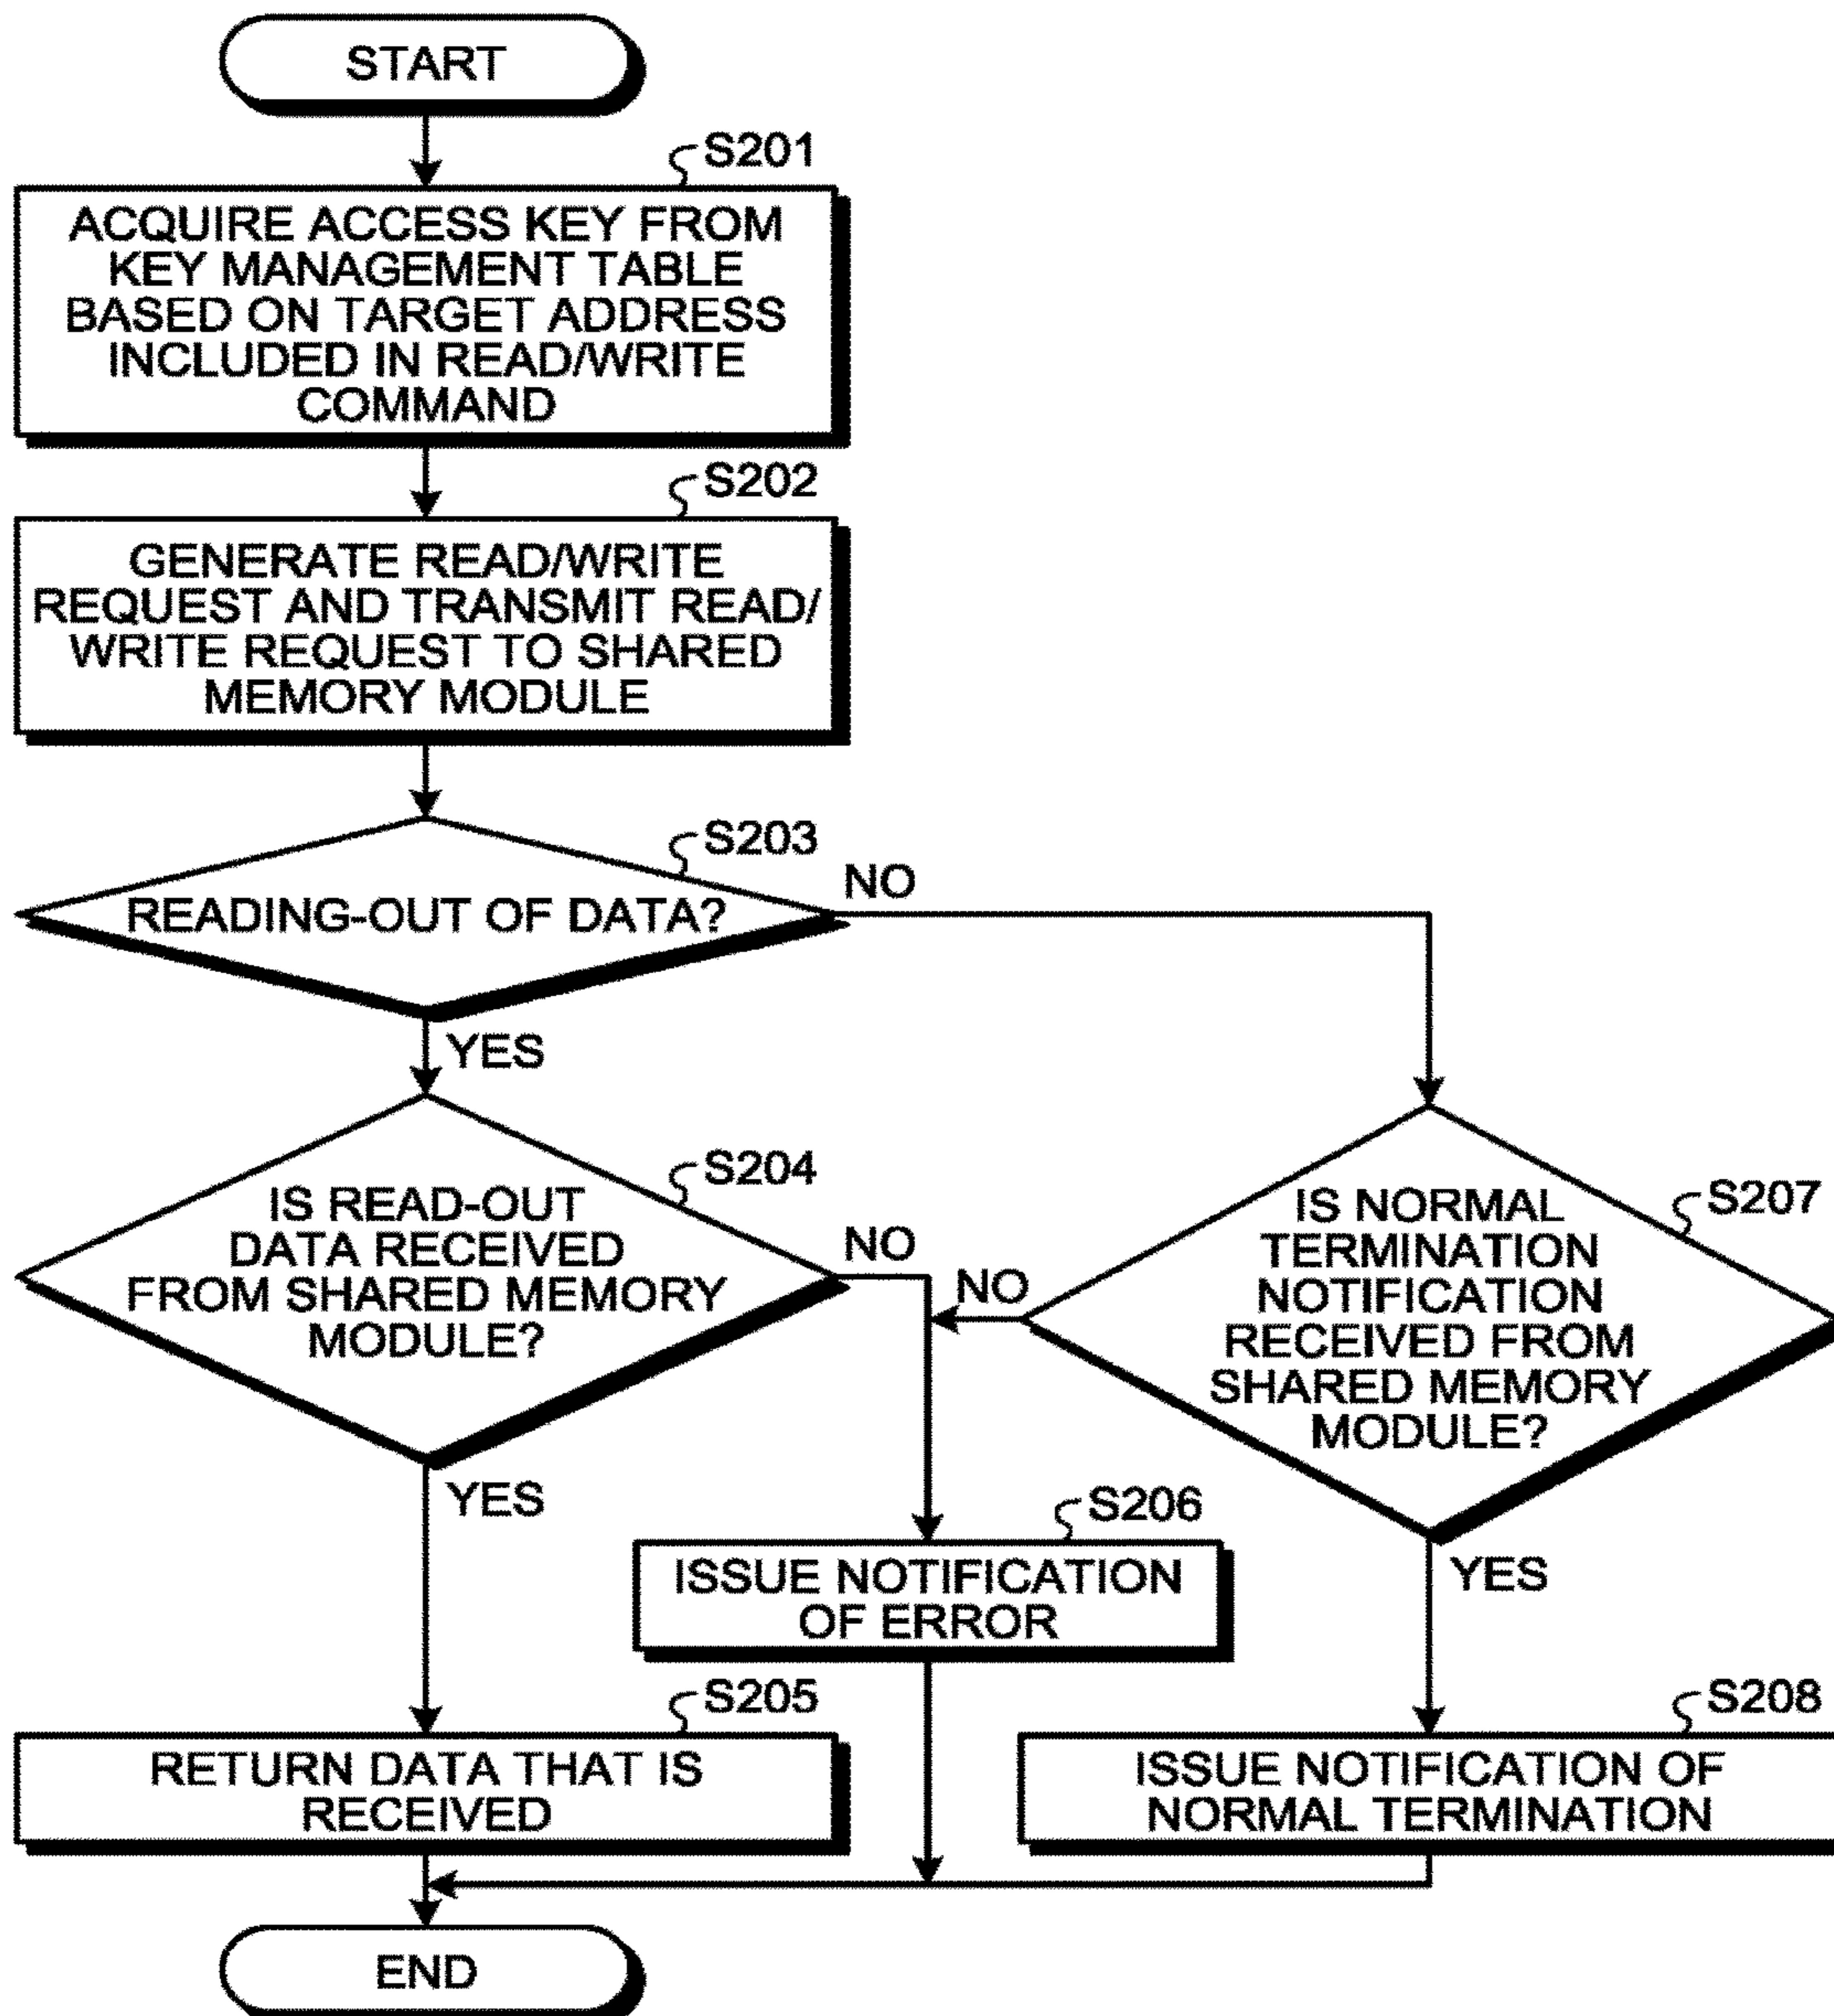 START
S201
ACQUIRE ACCESS KEY FROM
KEY MANAGEMENT TABLE
BASED ON TARGET ADDRESS
INCLUDED IN READ/WRITE
COMMAND
S202
GENERATE READ/WRITE
REQUEST AND TRANSMIT READ/
WRITE REQUEST TO SHARED
MEMORY MODULE
S203
READING-OUT OF DATA?
NO
YES
S204
IS READ-OUT
DATA RECEIVED
FROM SHARED MEMORY
MODULE?
NO
YES
S207
IS NORMAL
TERMINATION
NOTIFICATION
RECEIVED FROM
SHARED MEMORY
MODULE?
NO
YES
S206
ISSUE NOTIFICATION
OF ERROR
S205
RETURN DATA THAT IS
RECEIVED
S208
ISSUE NOTIFICATION OF
NORMAL TERMINATION
END